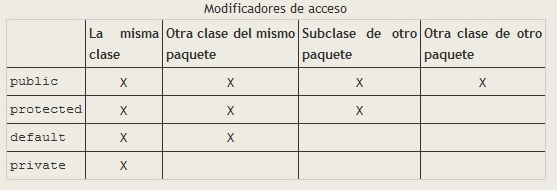 Modificadores de acceso
La misma clase Otra clase del mismo paquete Subclase de otro paquete Otra clase de otro paquete
public X X X X
protected X X X
default X X
private X